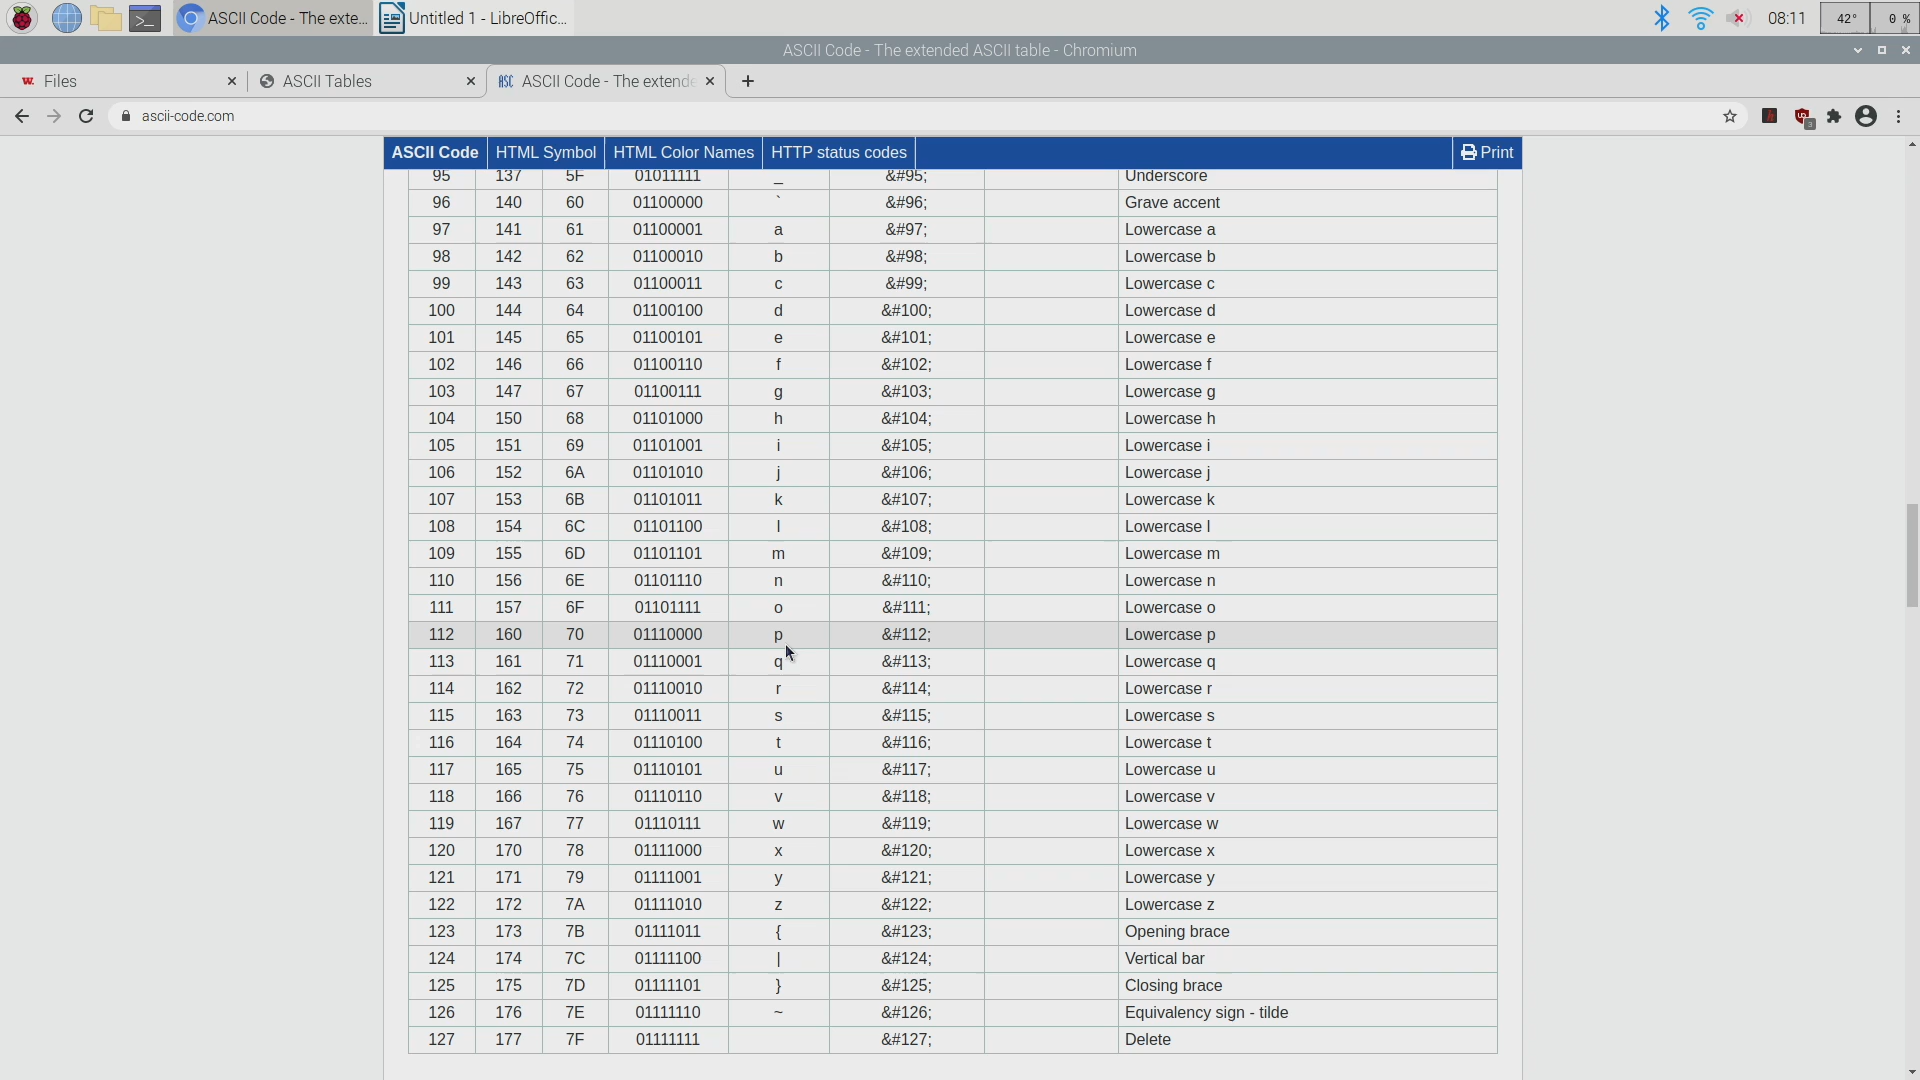 ASCII Code - The exte...
Untitled 1 - LibreOffic...
08:11
42°
0 %
ASCII Code - The extended ASCII table - Chromium
w. Files
ASCII Tables
ASC ASCII Code - The extende
ascii-code.com
3
ASCII Code HTML Symbol HTML Color Names HTTP status codes Print
95 137 5F 01011111 _ &#95; Underscore
96 140 60 01100000 ` &#96; Grave accent
97 141 61 01100001 a &#97; Lowercase a
98 142 62 01100010 b &#98; Lowercase b
99 143 63 01100011 c &#99; Lowercase c
100 144 64 01100100 d &#100; Lowercase d
101 145 65 01100101 e &#101; Lowercase e
102 146 66 01100110 f &#102; Lowercase f
103 147 67 01100111 g &#103; Lowercase g
104 150 68 01101000 h &#104; Lowercase h
105 151 69 01101001 i &#105; Lowercase i
106 152 6A 01101010 j &#106; Lowercase j
107 153 6B 01101011 k &#107; Lowercase k
108 154 6C 01101100 l &#108; Lowercase l
109 155 6D 01101101 m &#109; Lowercase m
110 156 6E 01101110 n &#110; Lowercase n
111 157 6F 01101111 o &#111; Lowercase o
112 160 70 01110000 p &#112; Lowercase p
113 161 71 01110001 q &#113; Lowercase q
114 162 72 01110010 r &#114; Lowercase r
115 163 73 01110011 s &#115; Lowercase s
116 164 74 01110100 t &#116; Lowercase t
117 165 75 01110101 u &#117; Lowercase u
118 166 76 01110110 v &#118; Lowercase v
119 167 77 01110111 w &#119; Lowercase w
120 170 78 01111000 x &#120; Lowercase x
121 171 79 01111001 y &#121; Lowercase y
122 172 7A 01111010 z &#122; Lowercase z
123 173 7B 01111011 { &#123; Opening brace
124 174 7C 01111100 | &#124; Vertical bar
125 175 7D 01111101 } &#125; Closing brace
126 176 7E 01111110 ~ &#126; Equivalency sign - tilde
127 177 7F 01111111 &#127; Delete